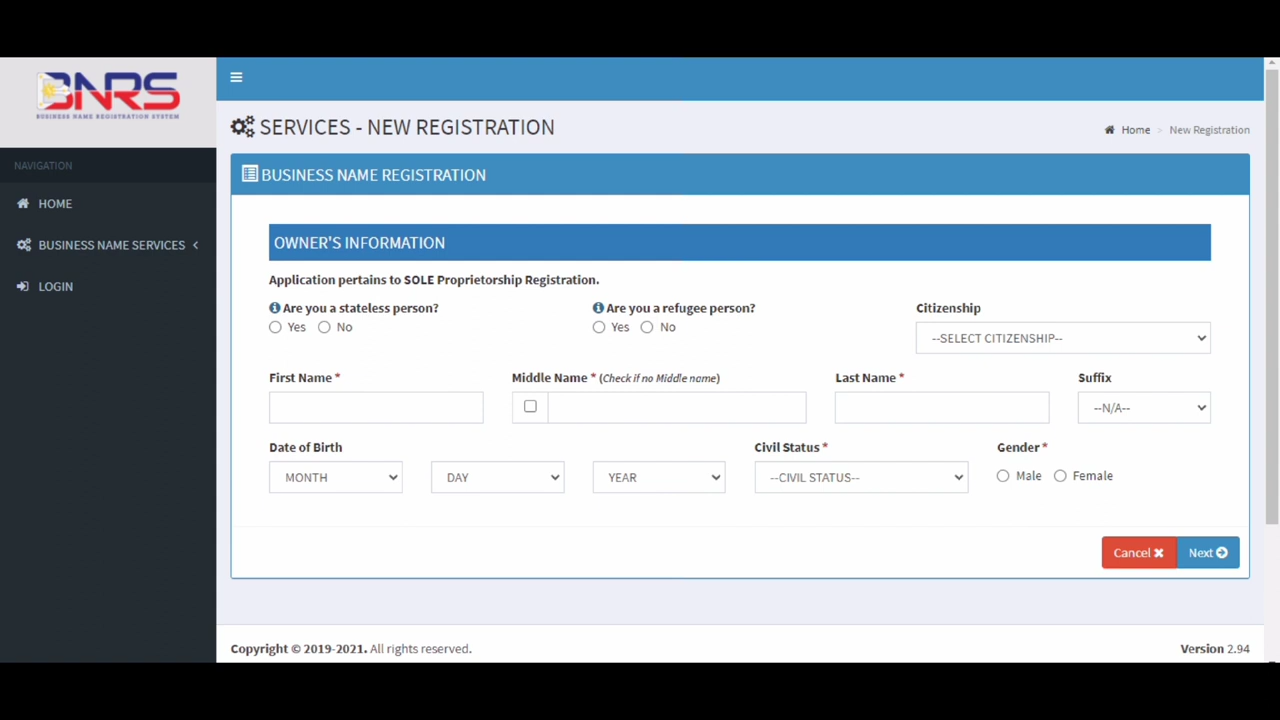 BNRS
BUSINESS NAME REGISTRATION SYSTEM
NAVIGATION
HOME
BUSINESS NAME SERVICES
LOGIN
SERVICES - NEW REGISTRATION
Home > New Registration
BUSINESS NAME REGISTRATION
OWNER'S INFORMATION
Application pertains to SOLE Proprietorship Registration.
Are you a stateless person? Are you a refugee person? Citizenship
Yes No Yes No --SELECT CITIZENSHIP--
First Name * Middle Name * (Check if no Middle name) Last Name * Suffix
--N/A--
Date of Birth Civil Status * Gender *
MONTH DAY YEAR --CIVIL STATUS-- Male Female
Cancel Next
Copyright © 2019-2021. All rights reserved. Version 2.94